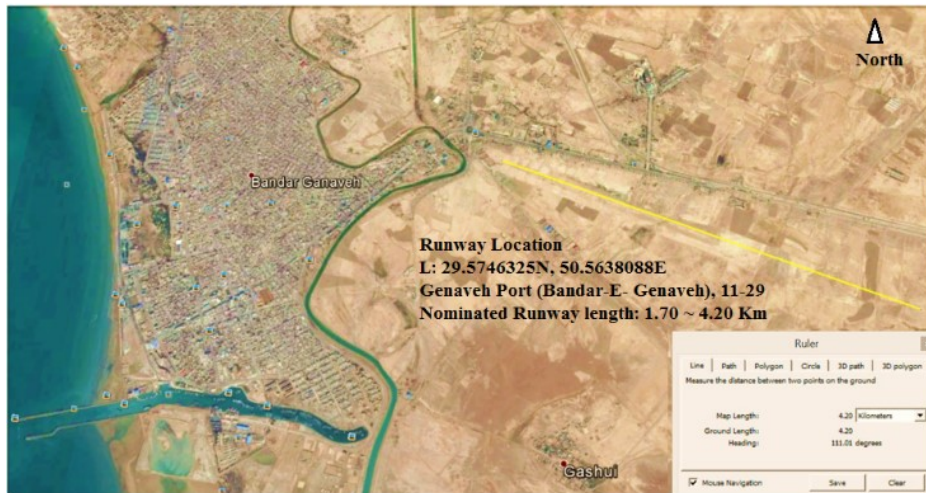 North
Bandar Ganaveh
Runway Location
L: 29.5746325N, 50.5638088E
Genaveh Port (Bandar-E- Genaveh), 11-29
Nominated Runway length: 1.70 ~ 4.20 Km
Gashui
Ruler
Line Path Polygon Circle 3D path 3D polygon
Measure the distance between two points on the ground
Map Length: 4.20 Kilometers
Ground Length: 4.20
Heading: 111.01 degrees
Mouse Navigation Save Clear